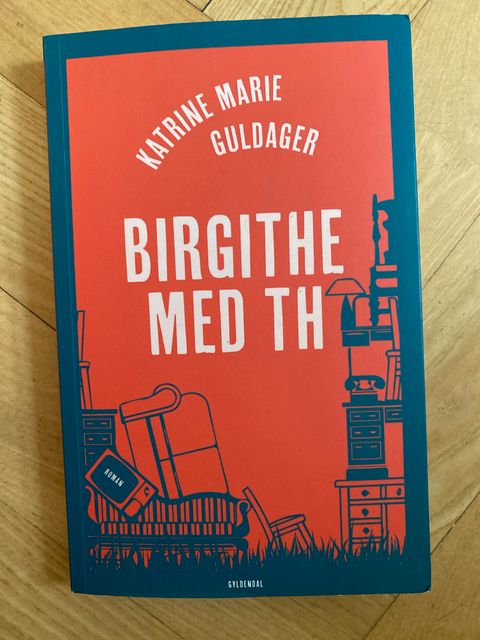 KATRINE MARIE
GULDAGER
BIRGITHE
MED TH
ROMAN
GYLDENDAL